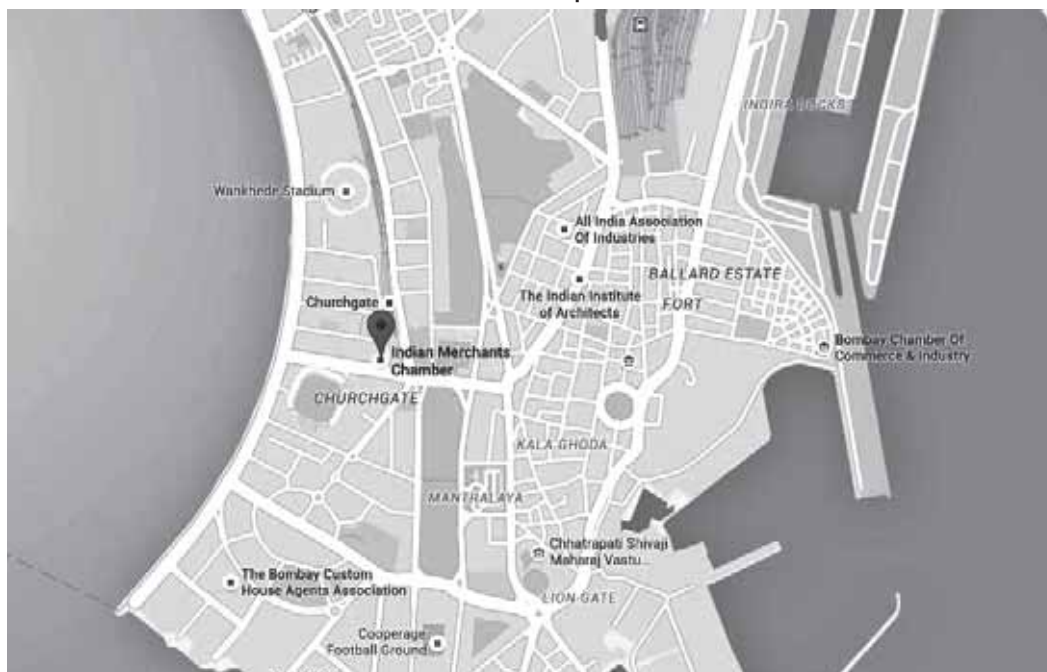 INDIRA DOCKS
Wankhede Stadium
All India Association
Of Industries
BALLARD ESTATE
The Indian Institute
of Architects
FORT
Churchgate
Indian Merchants
Chamber
Bombay Chamber Of
Commerce & Industry
CHURCHGATE
KALA GHODA
MANTRALAYA
Chhatrapati Shivaji
Maharaj Vastu...
The Bombay Custom
House Agents Association
LION GATE
Cooperage
Football Ground